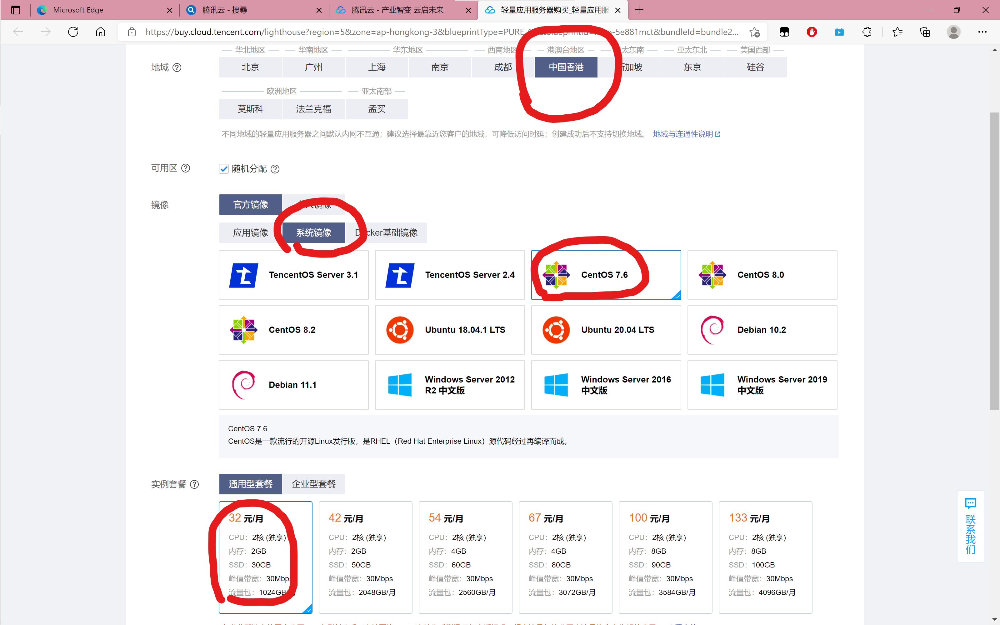 Microsoft Edge
腾讯云 - 搜尋
腾讯云 - 产业智变 云启未来
轻量应用服务器购买_轻量应用服
https://buy.cloud.tencent.com/lighthouse?region=5&zone=ap-hongkong-3&blueprintType=PURE_ -5e881mct&bundleId=bundle2...
华北地区 华南地区 华东地区 西南地区 港澳台地区 太东南 亚太东北 美国西部
地域 北京 广州 上海 南京 成都 中国香港 加坡 东京 硅谷
欧洲地区 亚太南部
莫斯科 法兰克福 孟买
不同地域的轻量应用服务器之间默认内网不互通；建议选择最靠近您客户的地域，可降低访问时延；创建成功后不支持切换地域。 地域与连通性说明
可用区 随机分配
镜像 官方镜像 镜像
应用镜像 系统镜像 Docker基础镜像
TencentOS Server 3.1 TencentOS Server 2.4 CentOS 7.6 CentOS 8.0
CentOS 8.2 Ubuntu 18.04.1 LTS Ubuntu 20.04 LTS Debian 10.2
Debian 11.1
Windows Server 2012
R2 中文版
Windows Server 2016
中文版
Windows Server 2019
中文版
CentOS 7.6
CentOS是一款流行的开源Linux发行版，是RHEL（Red Hat Enterprise Linux）源代码经过再编译而成。
实例套餐 通用型套餐 企业型套餐
32 元/月
CPU：2核 (独享)
内存：2GB
SSD：30GB
峰值带宽：30Mbps
流量包：1024GB/月
42 元/月
CPU：2核 (独享)
内存：2GB
SSD：50GB
峰值带宽：30Mbps
流量包：2048GB/月
54 元/月
CPU：2核 (独享)
内存：4GB
SSD：60GB
峰值带宽：30Mbps
流量包：2560GB/月
67 元/月
CPU：2核 (独享)
内存：4GB
SSD：80GB
峰值带宽：30Mbps
流量包：3072GB/月
100 元/月
CPU：2核 (独享)
内存：8GB
SSD：90GB
峰值带宽：30Mbps
流量包：3584GB/月
133 元/月
CPU：2核 (独享)
内存：8GB
SSD：100GB
峰值带宽：30Mbps
流量包：4096GB/月
联系我们